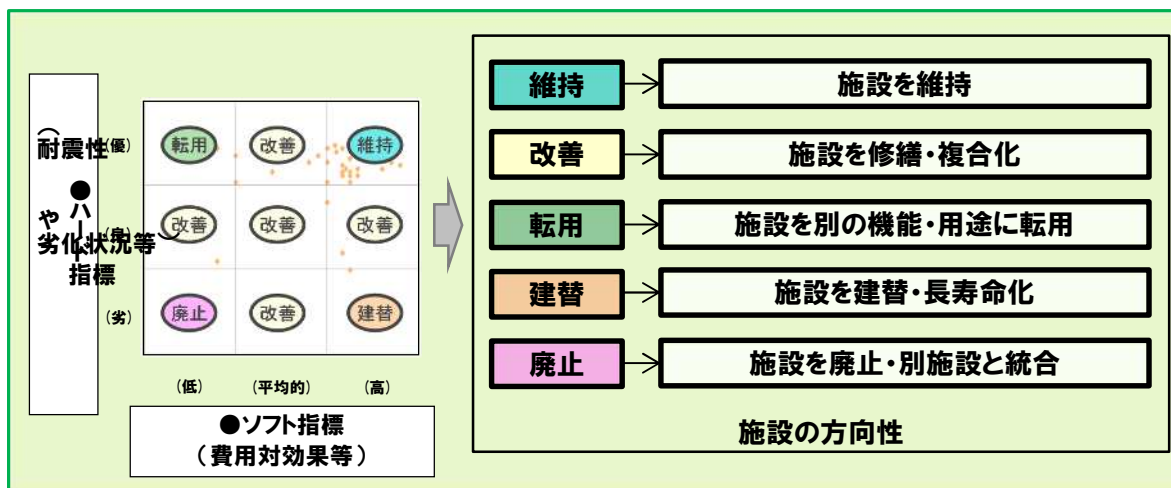 ●ハード指標
(耐震性や劣化状況等)
(優)
(良)
(劣)
転用
改善
維持
改善
改善
改善
廃止
改善
建替
(低)
(平均的)
(高)
●ソフト指標
(費用対効果等)
維持
施設を維持
改善
施設を修繕・複合化
転用
施設を別の機能・用途に転用
建替
施設を建替・長寿命化
廃止
施設を廃止・別施設と統合
施設の方向性